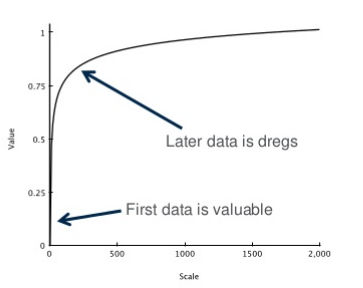 1
0.75
Value
0.5
Later data is dregs
0.25
First data is valuable
0
0 500 1000 1500 2,000
Scale